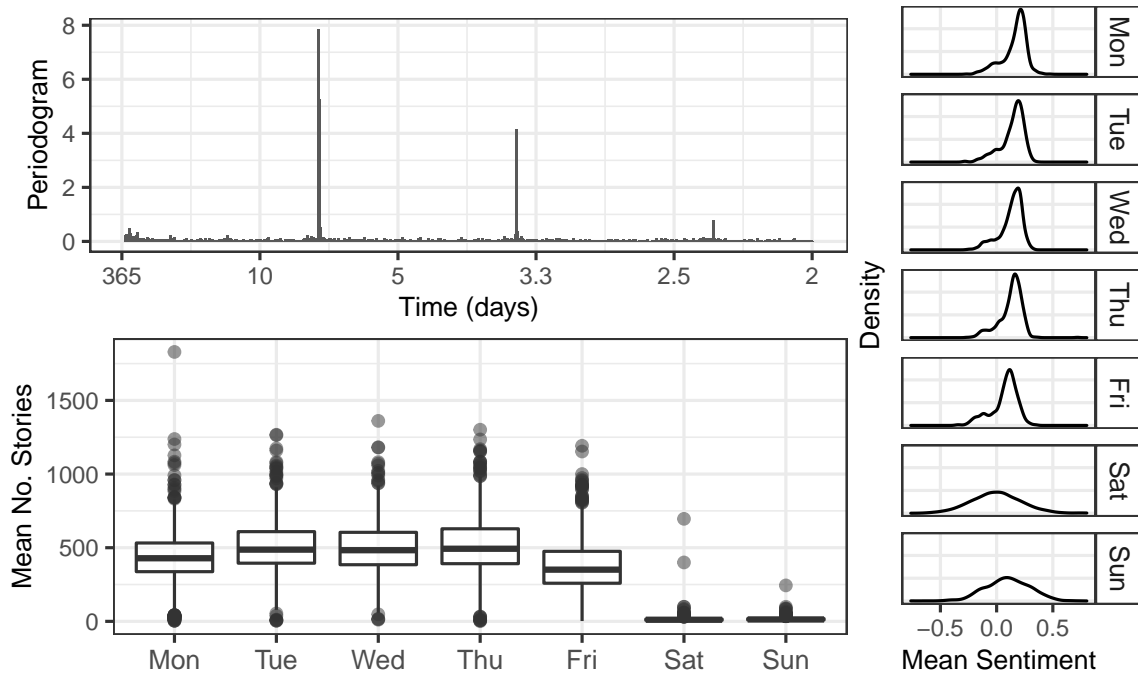 8
6
4
2
0
Periodogram
365 10 5 3.3 2.5 2
Time (days)
1500
1000
500
0
Mean No. Stories
Mon Tue Wed Thu Fri Sat Sun
Density
Mon
Tue
Wed
Thu
Fri
Sat
Sun
−0.5 0.0 0.5
Mean Sentiment